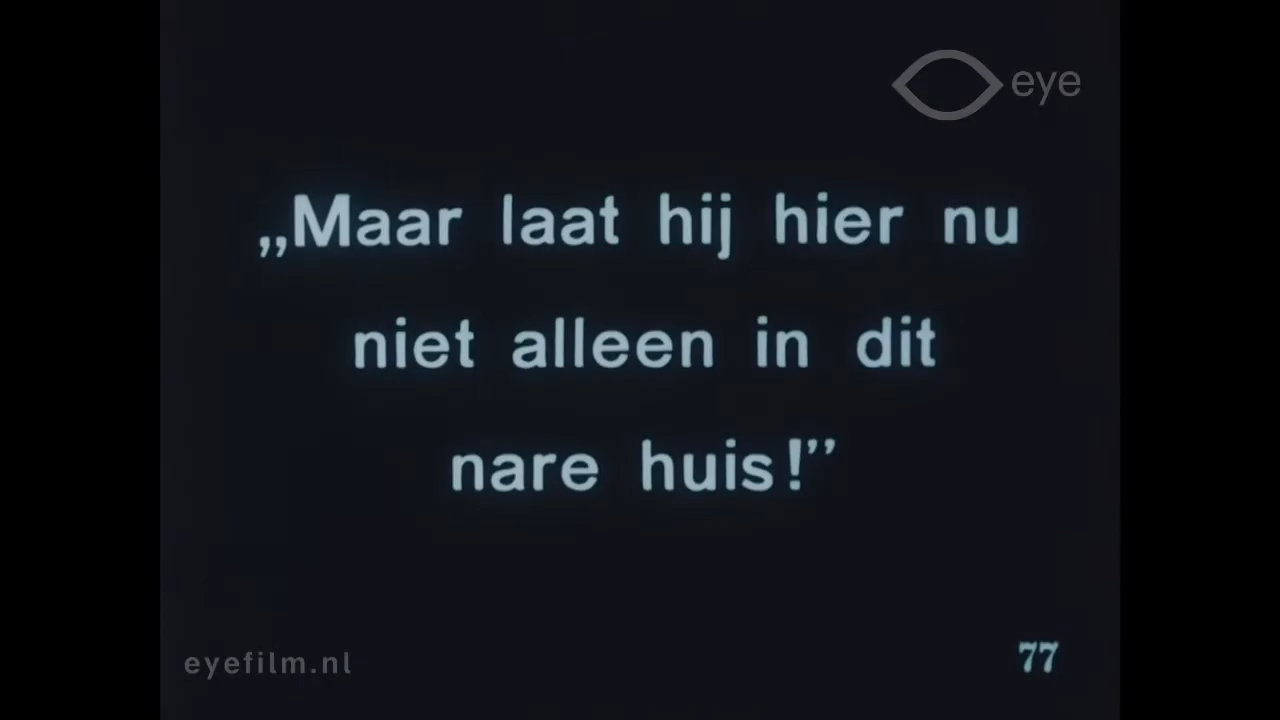 eye
„Maar laat hij hier nu
niet alleen in dit
nare huis!”
eyefilm.nl
77